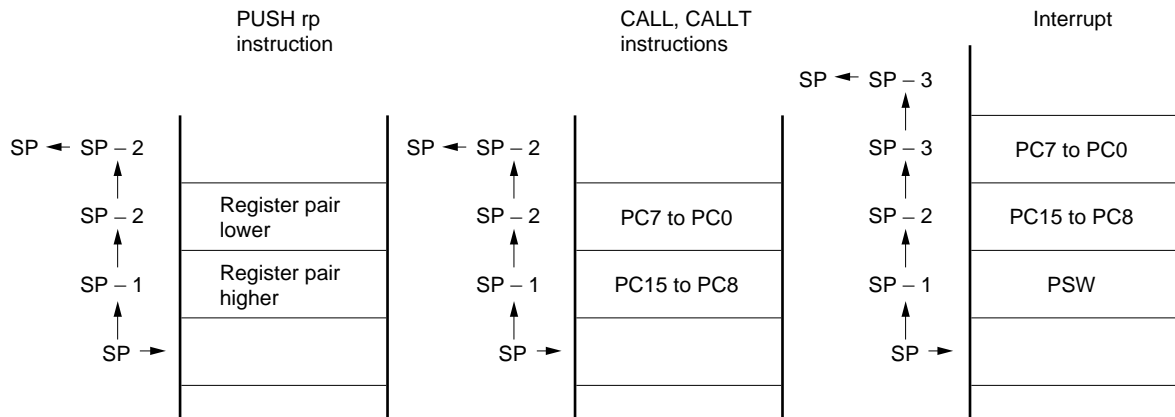 PUSH rp
instruction
SP SP – 2
SP – 2
Register pair
lower
SP – 1
Register pair
higher
SP
CALL, CALLT
instructions
SP SP – 2
SP – 2
PC7 to PC0
SP – 1
PC15 to PC8
SP
Interrupt
SP SP – 3
SP – 3
PC7 to PC0
SP – 2
PC15 to PC8
SP – 1
PSW
SP